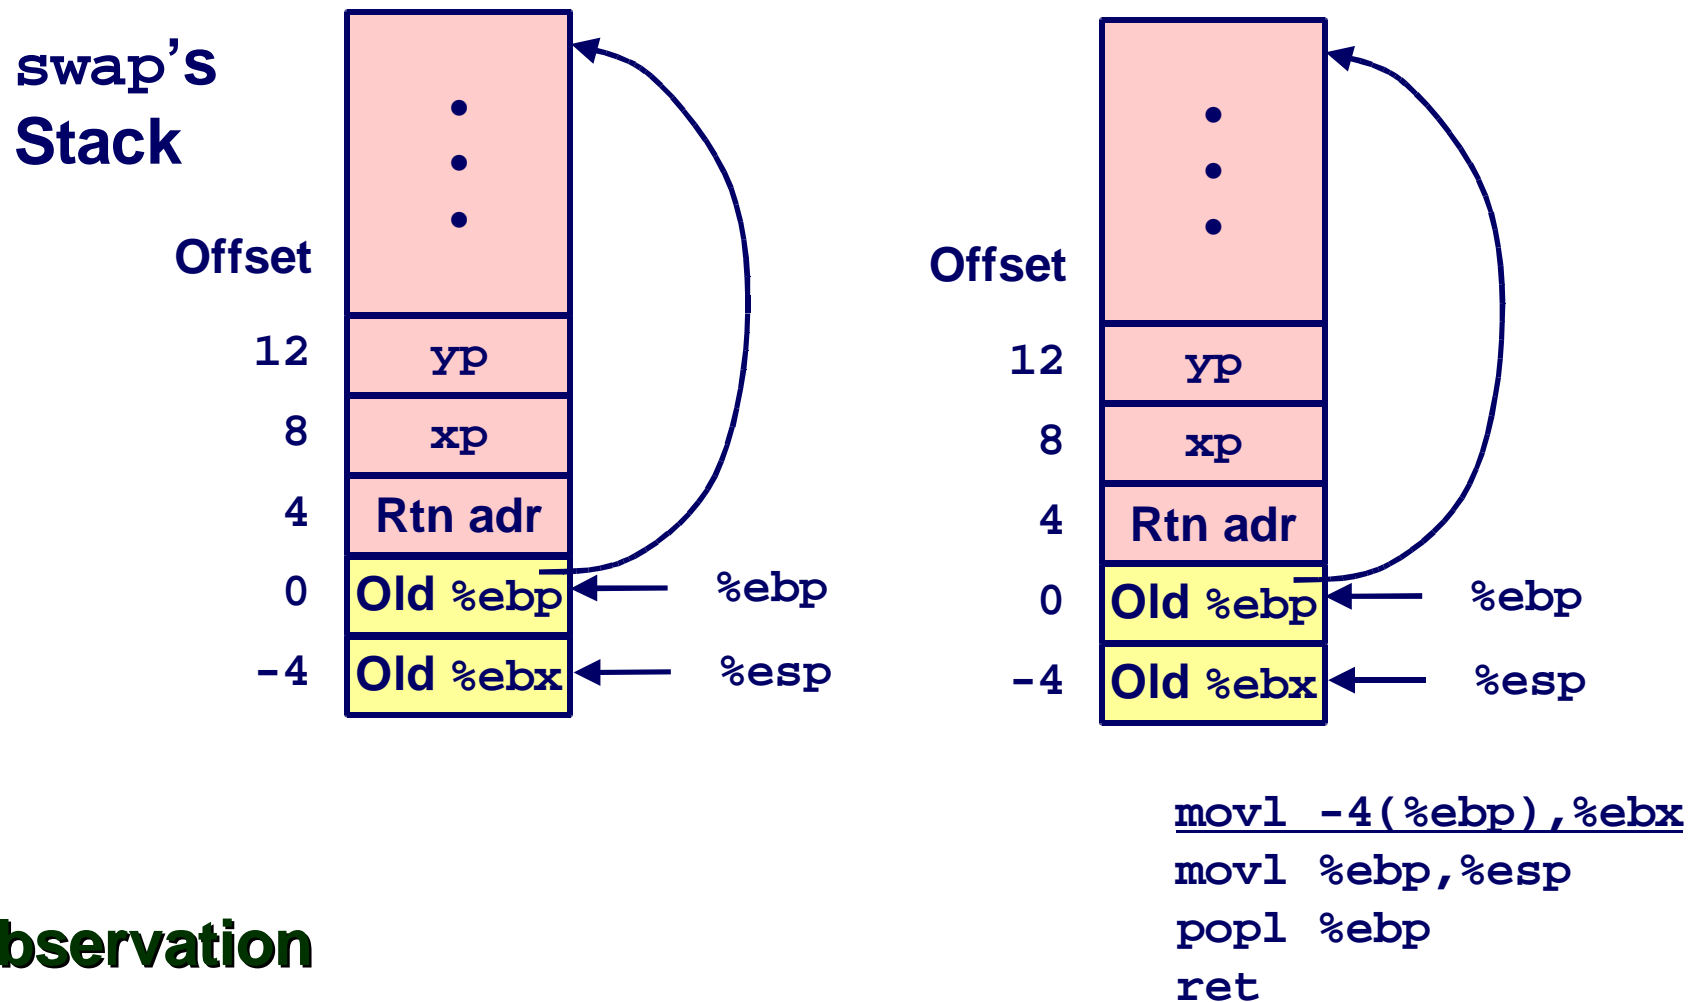 swap's
Stack
Offset
12 yp
8 xp
4 Rtn adr
0 Old %ebp %ebp
-4 Old %ebx %esp
Offset
12 yp
8 xp
4 Rtn adr
0 Old %ebp %ebp
-4 Old %ebx %esp
movl -4(%ebp),%ebx
movl %ebp,%esp
popl %ebp
ret
bservation